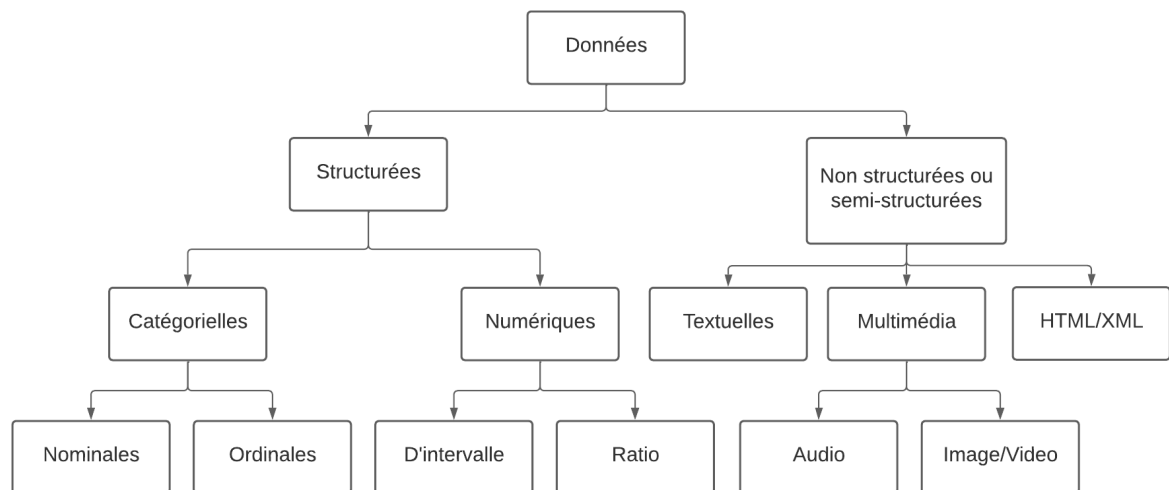 Données
Structurées
Non structurées ou
semi-structurées
Catégorielles
Numériques
Textuelles
Multimédia
HTML/XML
Nominales
Ordinales
D'intervalle
Ratio
Audio
Image/Video